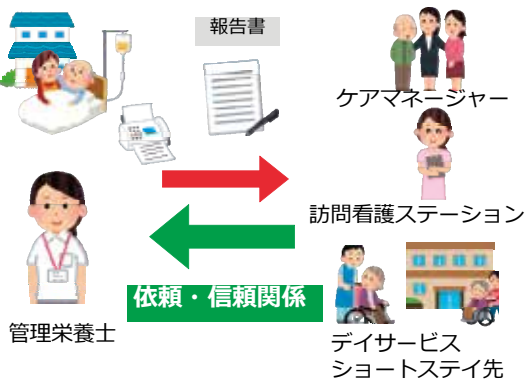 報告書
ケアマネージャー
訪問看護ステーション
依頼・信頼関係
管理栄養士
デイサービス
ショートステイ先